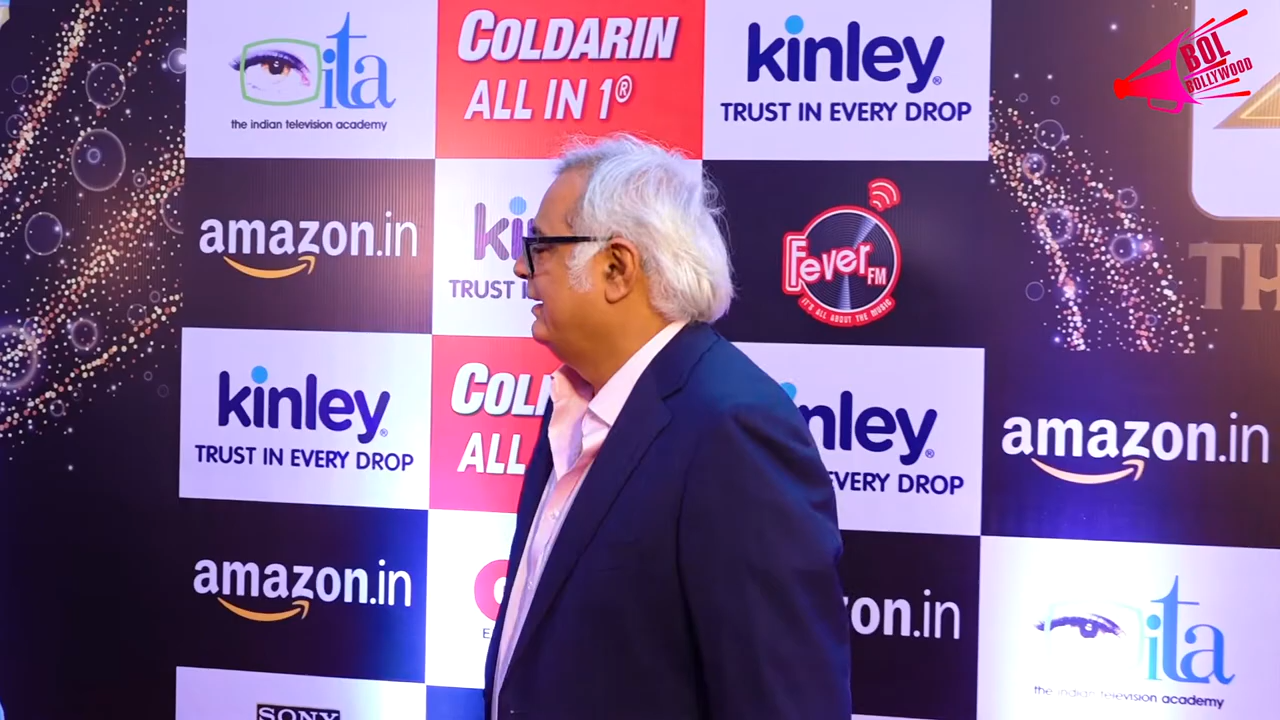 ita
the indian television academy
COLDARIN
ALL IN 1®
kinley®
TRUST IN EVERY DROP
BOL
BOLLYWOOD
amazon.in
ki
TRUST
Fever FM
IT'S ALL ABOUT THE MUSIC
TH
kinley®
TRUST IN EVERY DROP
COL
ALL
nley®
EVERY DROP
amazon.in
amazon.in
on.in
ita
the indian television academy
SONY